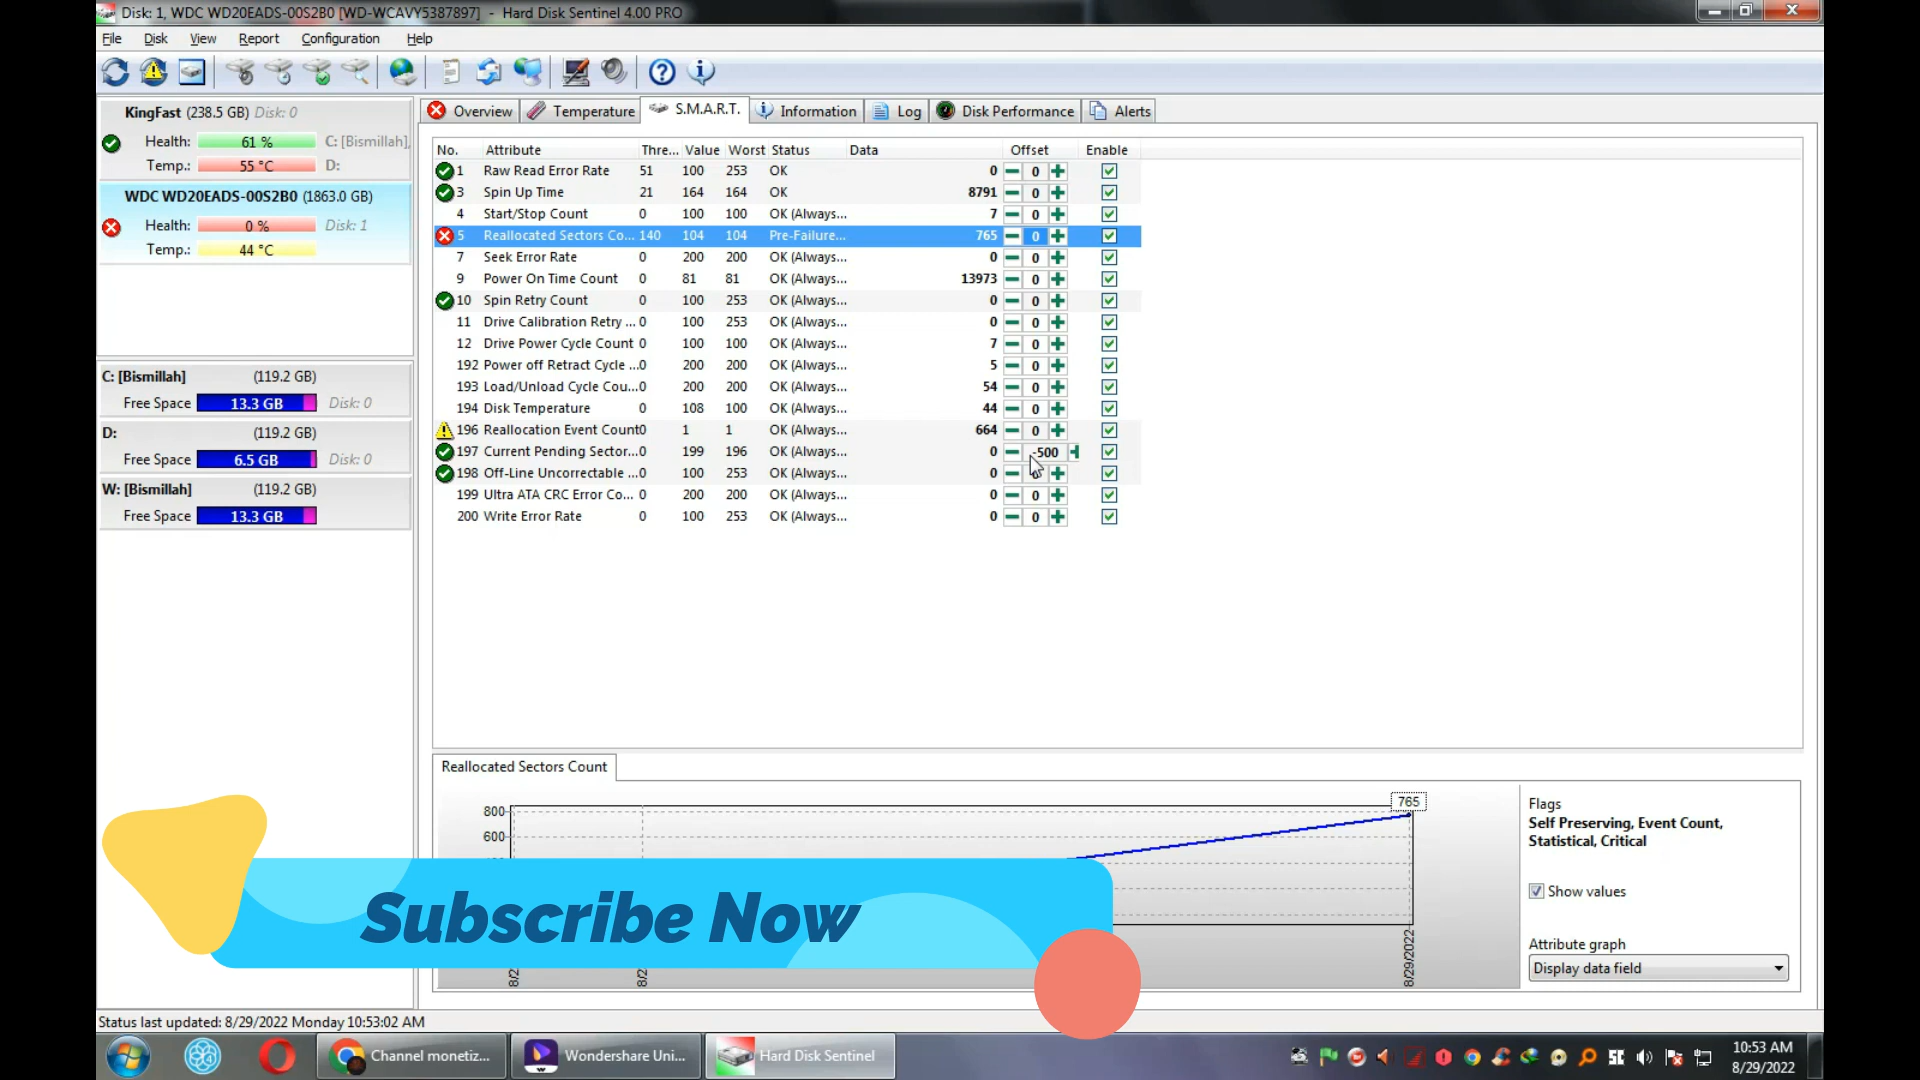 Disk: 1, WDC WD20EADS-00S2B0 [WD-WCAVY5387897] - Hard Disk Sentinel 4.00 PRO
File Disk View Report Configuration Help
KingFast (238.5 GB) Disk: 0
Health: 61 % C: [Bismillah],
Temp.: 55 °C D:
WDC WD20EADS-00S2B0 (1863.0 GB)
Health: 0 % Disk: 1
Temp.: 44 °C
C: [Bismillah] (119.2 GB)
Free Space 13.3 GB Disk: 0
D: (119.2 GB)
Free Space 6.5 GB Disk: 0
W: [Bismillah] (119.2 GB)
Free Space 13.3 GB
Overview Temperature S.M.A.R.T. Information Log Disk Performance Alerts
No. Attribute Thre... Value Worst Status Data Offset Enable
1 Raw Read Error Rate 51 100 253 OK 0 0
3 Spin Up Time 21 164 164 OK 8791 0
4 Start/Stop Count 0 100 100 OK (Always... 7 0
5 Reallocated Sectors Co... 140 104 104 Pre-Failure... 765 0
7 Seek Error Rate 0 200 200 OK (Always... 0 0
9 Power On Time Count 0 81 81 OK (Always... 13973 0
10 Spin Retry Count 0 100 253 OK (Always... 0 0
11 Drive Calibration Retry ... 0 100 253 OK (Always... 0 0
12 Drive Power Cycle Count 0 100 100 OK (Always... 7 0
192 Power off Retract Cycle ... 0 200 200 OK (Always... 5 0
193 Load/Unload Cycle Cou... 0 200 200 OK (Always... 54 0
194 Disk Temperature 0 108 100 OK (Always... 44 0
196 Reallocation Event Count 0 1 1 OK (Always... 664 0
197 Current Pending Sector... 0 199 196 OK (Always... 0 -500
198 Off-Line Uncorrectable ... 0 100 253 OK (Always... 0
199 Ultra ATA CRC Error Co... 0 200 200 OK (Always... 0 0
200 Write Error Rate 0 100 253 OK (Always... 0 0
Reallocated Sectors Count
800
600
765
8/29/2022
Flags
Self Preserving, Event Count,
Statistical, Critical
Show values
Attribute graph
Display data field
Subscribe Now
Status last updated: 8/29/2022 Monday 10:53:02 AM
Channel monetiz... Wondershare Uni... Hard Disk Sentinel
10:53 AM
8/29/2022